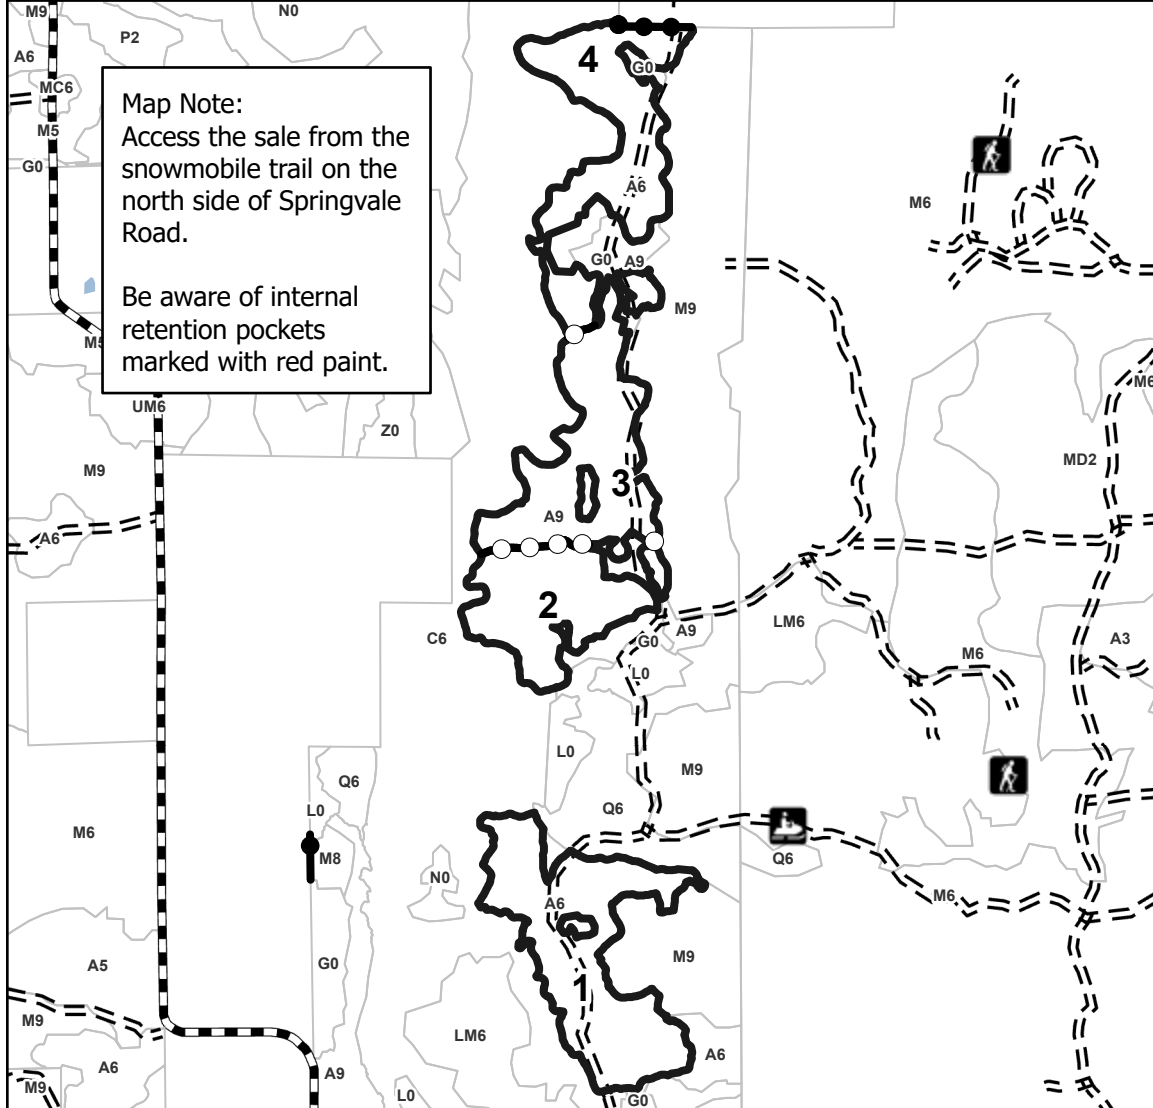 M9
N0
P2
A6
4
G0
MC6
Map Note:
Access the sale from the
snowmobile trail on the
north side of Springvale
Road.
Be aware of internal
retention pockets
marked with red paint.
M5
G0
A6
M6
G0
A9
M9
M5
M6
UM6
Z0
MD2
M9
3
A9
A6
2
C6
G0
A9
LM6
A3
L0
M6
L0
M9
Q6
Q6
L0
M6
M8
Q6
N0
M6
A6
A5
G0
M9
1
M9
LM6
A6
A6
A9
M9
L0
G0